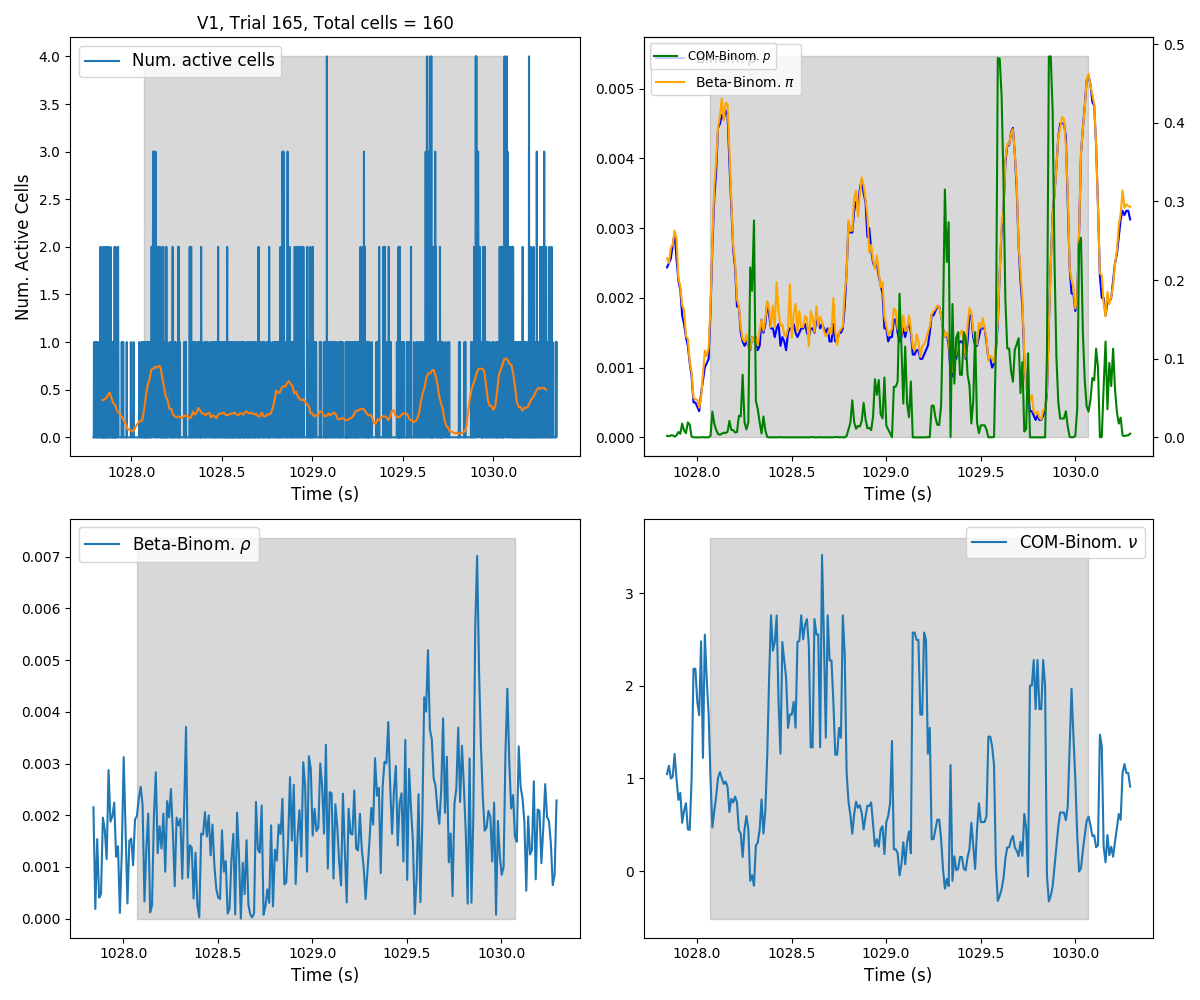 V1, Trial 165, Total cells = 160
Num. active cells
Num. Active Cells
4.0
3.5
3.0
2.5
2.0
1.5
1.0
0.5
0.0
1028.0 1028.5 1029.0 1029.5 1030.0
Time (s)
COM-Binom. p
Beta-Binom. π
0.005
0.004
0.003
0.002
0.001
0.000
0.5
0.4
0.3
0.2
0.1
0.0
1028.0 1028.5 1029.0 1029.5 1030.0
Time (s)
Beta-Binom. ρ
0.007
0.006
0.005
0.004
0.003
0.002
0.001
0.000
1028.0 1028.5 1029.0 1029.5 1030.0
Time (s)
COM-Binom. ν
3
2
1
0
1028.0 1028.5 1029.0 1029.5 1030.0
Time (s)